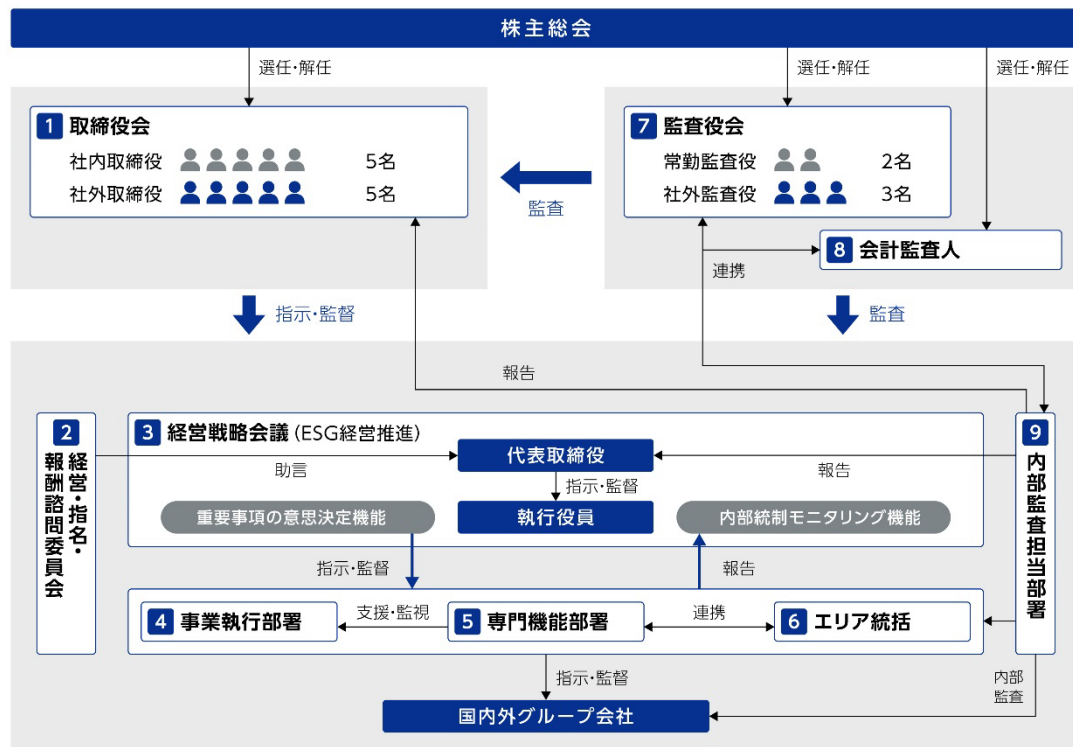 株主総会
選任・解任
選任・解任
選任・解任
1 取締役会
社内取締役 5名
社外取締役 5名
監査
7 監査役会
常勤監査役 2名
社外監査役 3名
8 会計監査人
連携
指示・監督
監査
報告
2 経営・指名・
報酬諮問委員会
3 経営戦略会議 (ESG経営推進)
助言
代表取締役
報告
指示・監督
重要事項の意思決定機能
執行役員
内部統制モニタリング機能
9 内部監査担当部署
指示・監督
報告
4 事業執行部署
支援・監視
5 専門機能部署
連携
6 エリア統括
指示・監督
内部
監査
国内外グループ会社